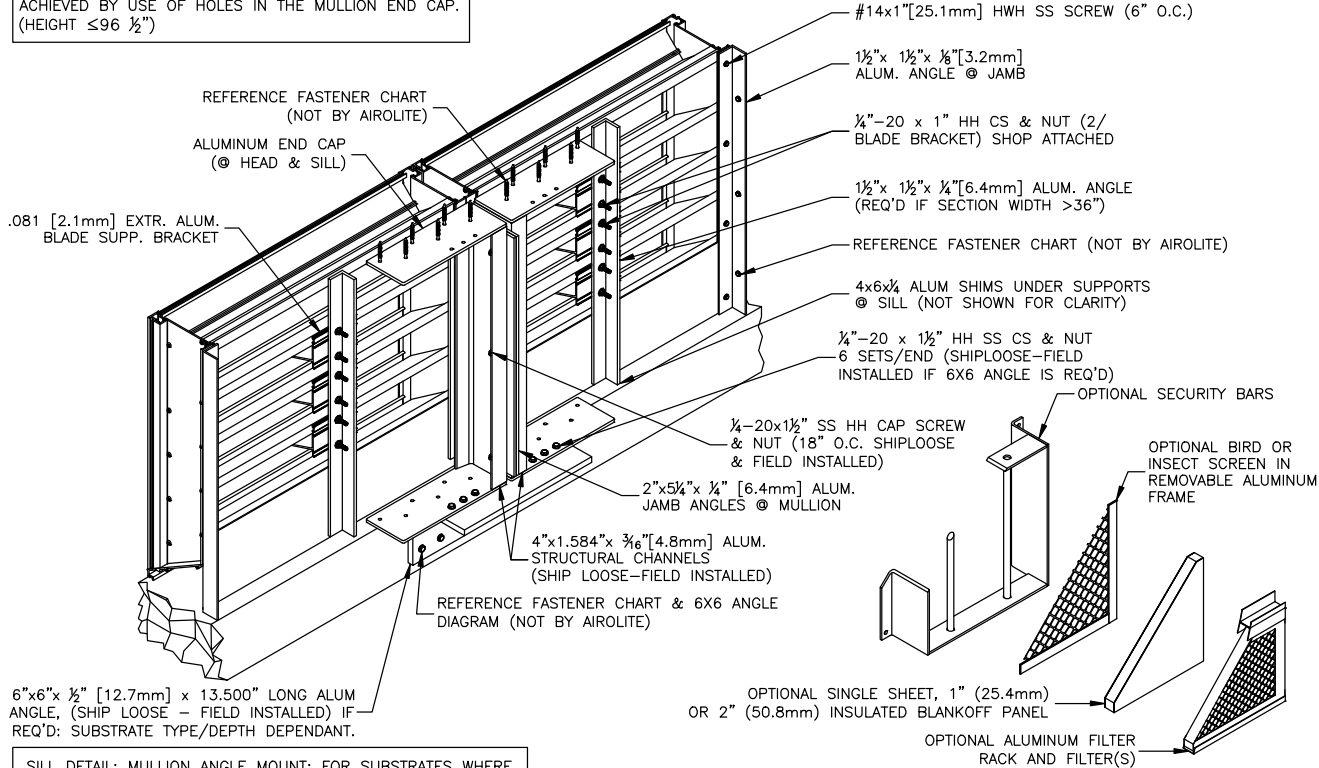 ACHIEVED BY USE OF HOLES IN THE MULLION END CAP.
(HEIGHT ≤96 ½")
#14x1"[25.1mm] HWH SS SCREW (6" O.C.)
1½"x 1½"x ⅛"[3.2mm]
ALUM. ANGLE @ JAMB
REFERENCE FASTENER CHART
(NOT BY AIROLITE)
¼"-20 x 1" HH CS & NUT (2/
BLADE BRACKET) SHOP ATTACHED
ALUMINUM END CAP
(@ HEAD & SILL)
1½"x 1½"x ¼"[6.4mm] ALUM. ANGLE
(REQ'D IF SECTION WIDTH >36")
.081 [2.1mm] EXTR. ALUM.
BLADE SUPP. BRACKET
REFERENCE FASTENER CHART (NOT BY AIROLITE)
4x6x¼ ALUM SHIMS UNDER SUPPORTS
@ SILL (NOT SHOWN FOR CLARITY)
¼"-20 x 1½" HH SS CS & NUT
6 SETS/END (SHIPLOOSE-FIELD
INSTALLED IF 6X6 ANGLE IS REQ'D)
OPTIONAL SECURITY BARS
¼-20x1½" SS HH CAP SCREW
& NUT (18" O.C. SHIPLOOSE
& FIELD INSTALLED)
OPTIONAL BIRD OR
INSECT SCREEN IN
REMOVABLE ALUMINUM
FRAME
2"x5¼"x ¼" [6.4mm] ALUM.
JAMB ANGLES @ MULLION
4"x1.584"x 3⁄16"[4.8mm] ALUM.
STRUCTURAL CHANNELS
(SHIP LOOSE-FIELD INSTALLED)
REFERENCE FASTENER CHART & 6X6 ANGLE
DIAGRAM (NOT BY AIROLITE)
6"x6"x ½" [12.7mm] x 13.500" LONG ALUM
ANGLE, (SHIP LOOSE - FIELD INSTALLED) IF
REQ'D: SUBSTRATE TYPE/DEPTH DEPENDANT.
OPTIONAL SINGLE SHEET, 1" (25.4mm)
OR 2" (50.8mm) INSULATED BLANKOFF PANEL
OPTIONAL ALUMINUM FILTER
RACK AND FILTER(S)
SILL DETAIL: MULLION ANGLE MOUNT: FOR SUBSTRATES WHERE